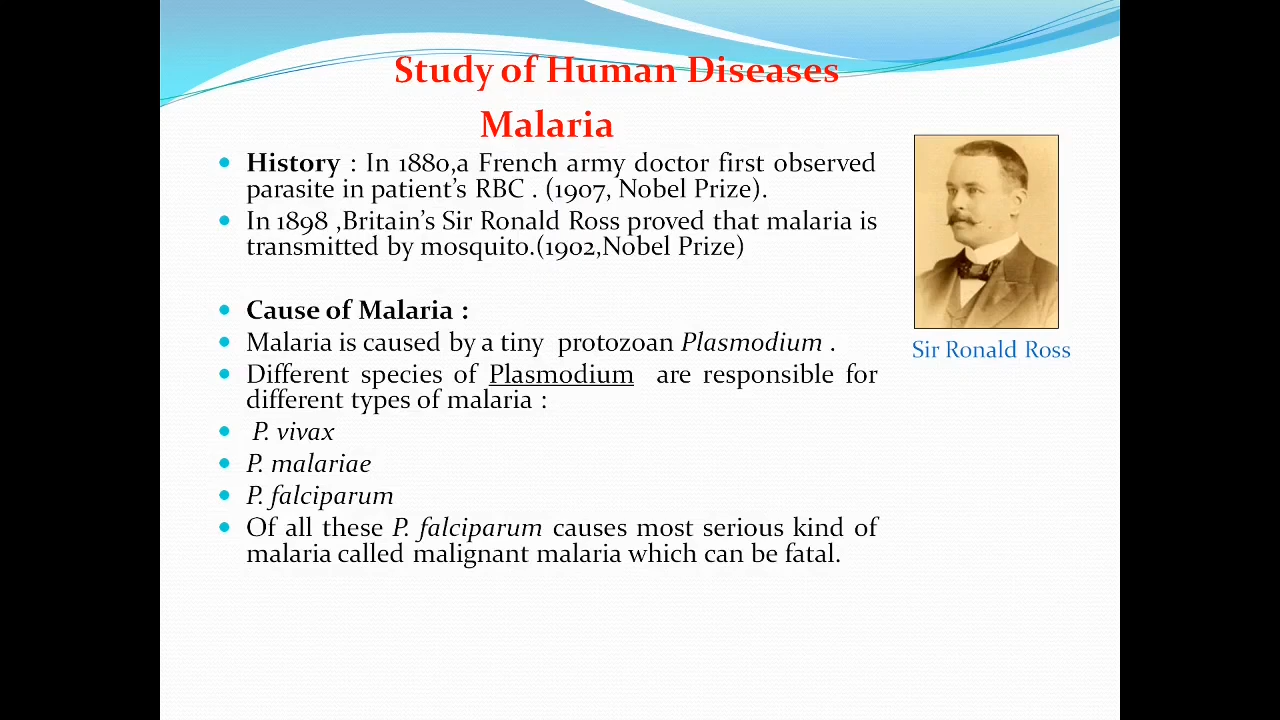 Study of Human Diseases
Malaria
History : In 1880,a French army doctor first observed
parasite in patient's RBC . (1907, Nobel Prize).
In 1898 ,Britain's Sir Ronald Ross proved that malaria is
transmitted by mosquito.(1902,Nobel Prize)
Cause of Malaria :
Malaria is caused by a tiny protozoan Plasmodium .
Different species of Plasmodium are responsible for
different types of malaria :
P. vivax
P. malariae
P. falciparum
Of all these P. falciparum causes most serious kind of
malaria called malignant malaria which can be fatal.
Sir Ronald Ross